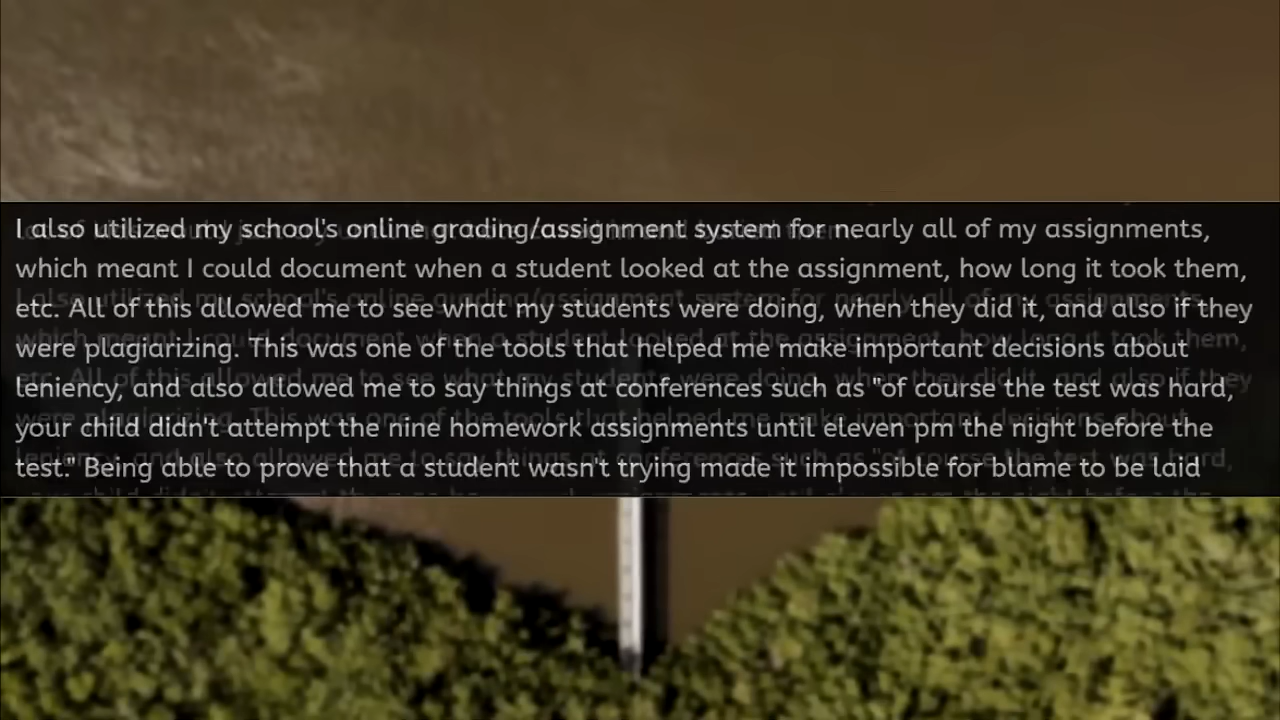 I also utilized my school's online grading/assignment system for nearly all of my assignments,
which meant I could document when a student looked at the assignment, how long it took them,
etc. All of this allowed me to see what my students were doing, when they did it, and also if they
were plagiarizing. This was one of the tools that helped me make important decisions about
leniency, and also allowed me to say things at conferences such as "of course the test was hard,
your child didn't attempt the nine homework assignments until eleven pm the night before the
test." Being able to prove that a student wasn't trying made it impossible for blame to be laid